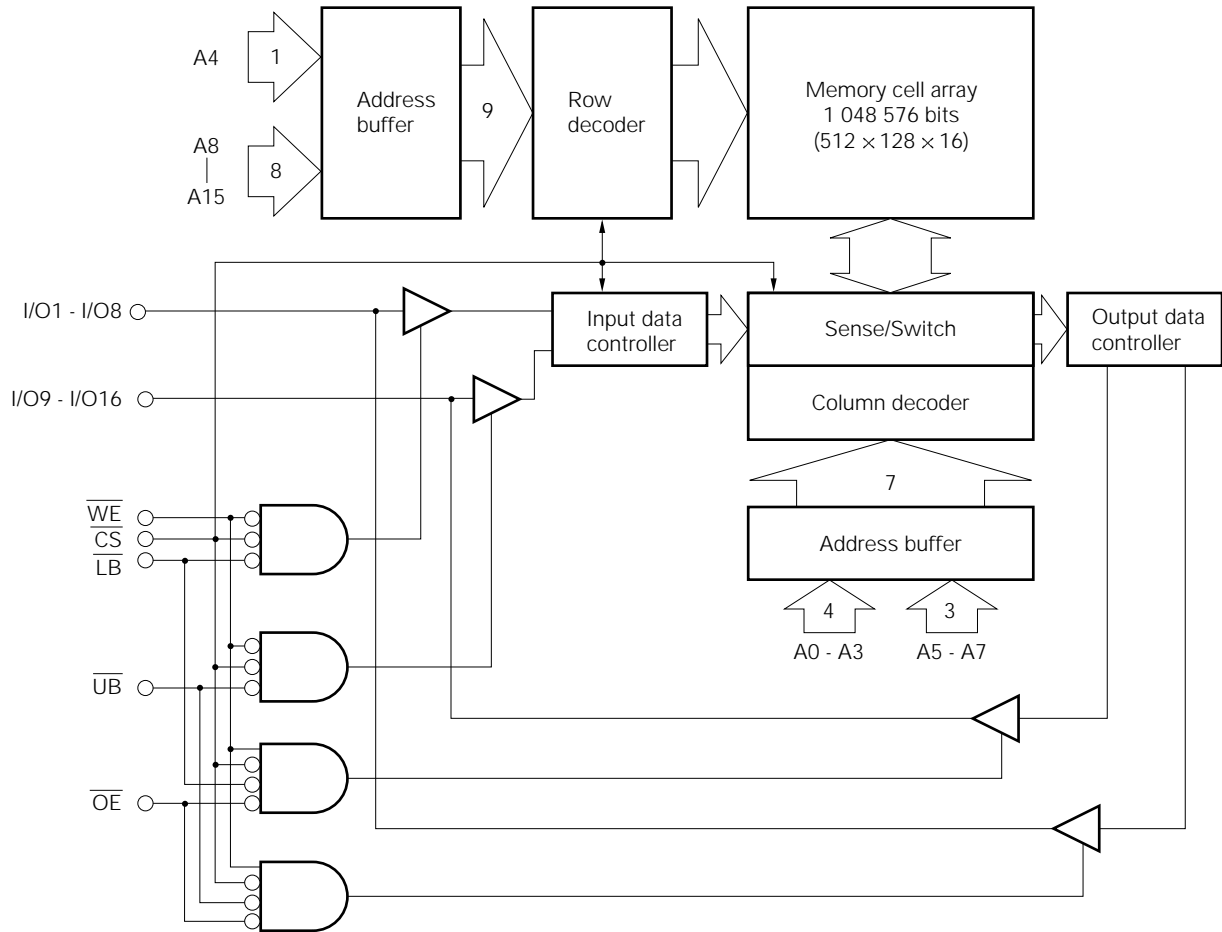 A4
1
A8
A15
8
Address
buffer
9
Row
decoder
Memory cell array
1 048 576 bits
(512 × 128 × 16)
I/O1 - I/O8
Input data
controller
Sense/Switch
Output data
controller
I/O9 - I/O16
Column decoder
7
WE
CS
LB
Address buffer
4
3
A0 - A3
A5 - A7
UB
OE